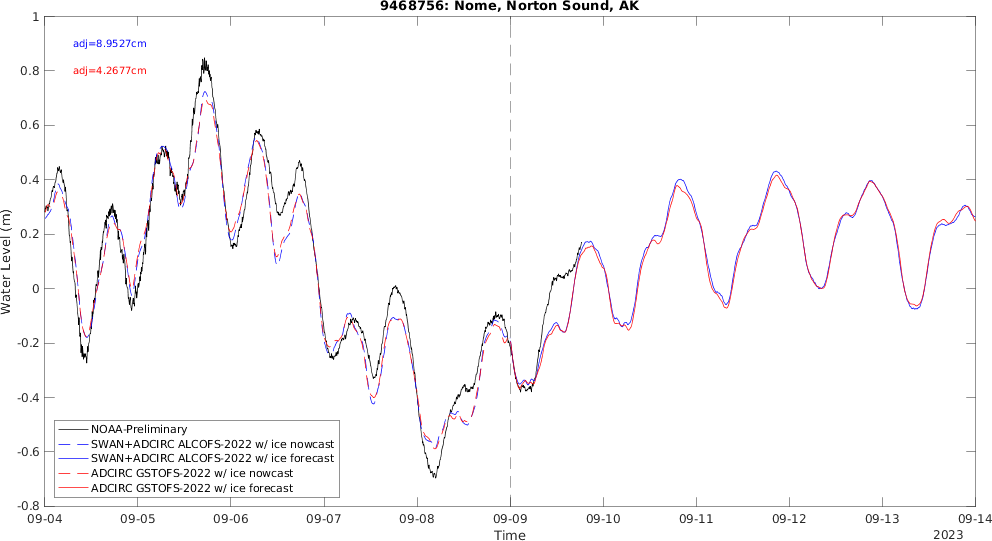 9468756: Nome, Norton Sound, AK
1
adj=8.9527cm
0.8
adj=4.2677cm
0.6
0.4
0.2
0
-0.2
-0.4
-0.6
-0.8
Water Level (m)
NOAA-Preliminary
SWAN+ADCIRC ALCOFS-2022 w/ ice nowcast
SWAN+ADCIRC ALCOFS-2022 w/ ice forecast
ADCIRC GSTOFS-2022 w/ ice nowcast
ADCIRC GSTOFS-2022 w/ ice forecast
09-04 09-05 09-06 09-07 09-08 09-09 09-10 09-11 09-12 09-13 09-14
Time
2023